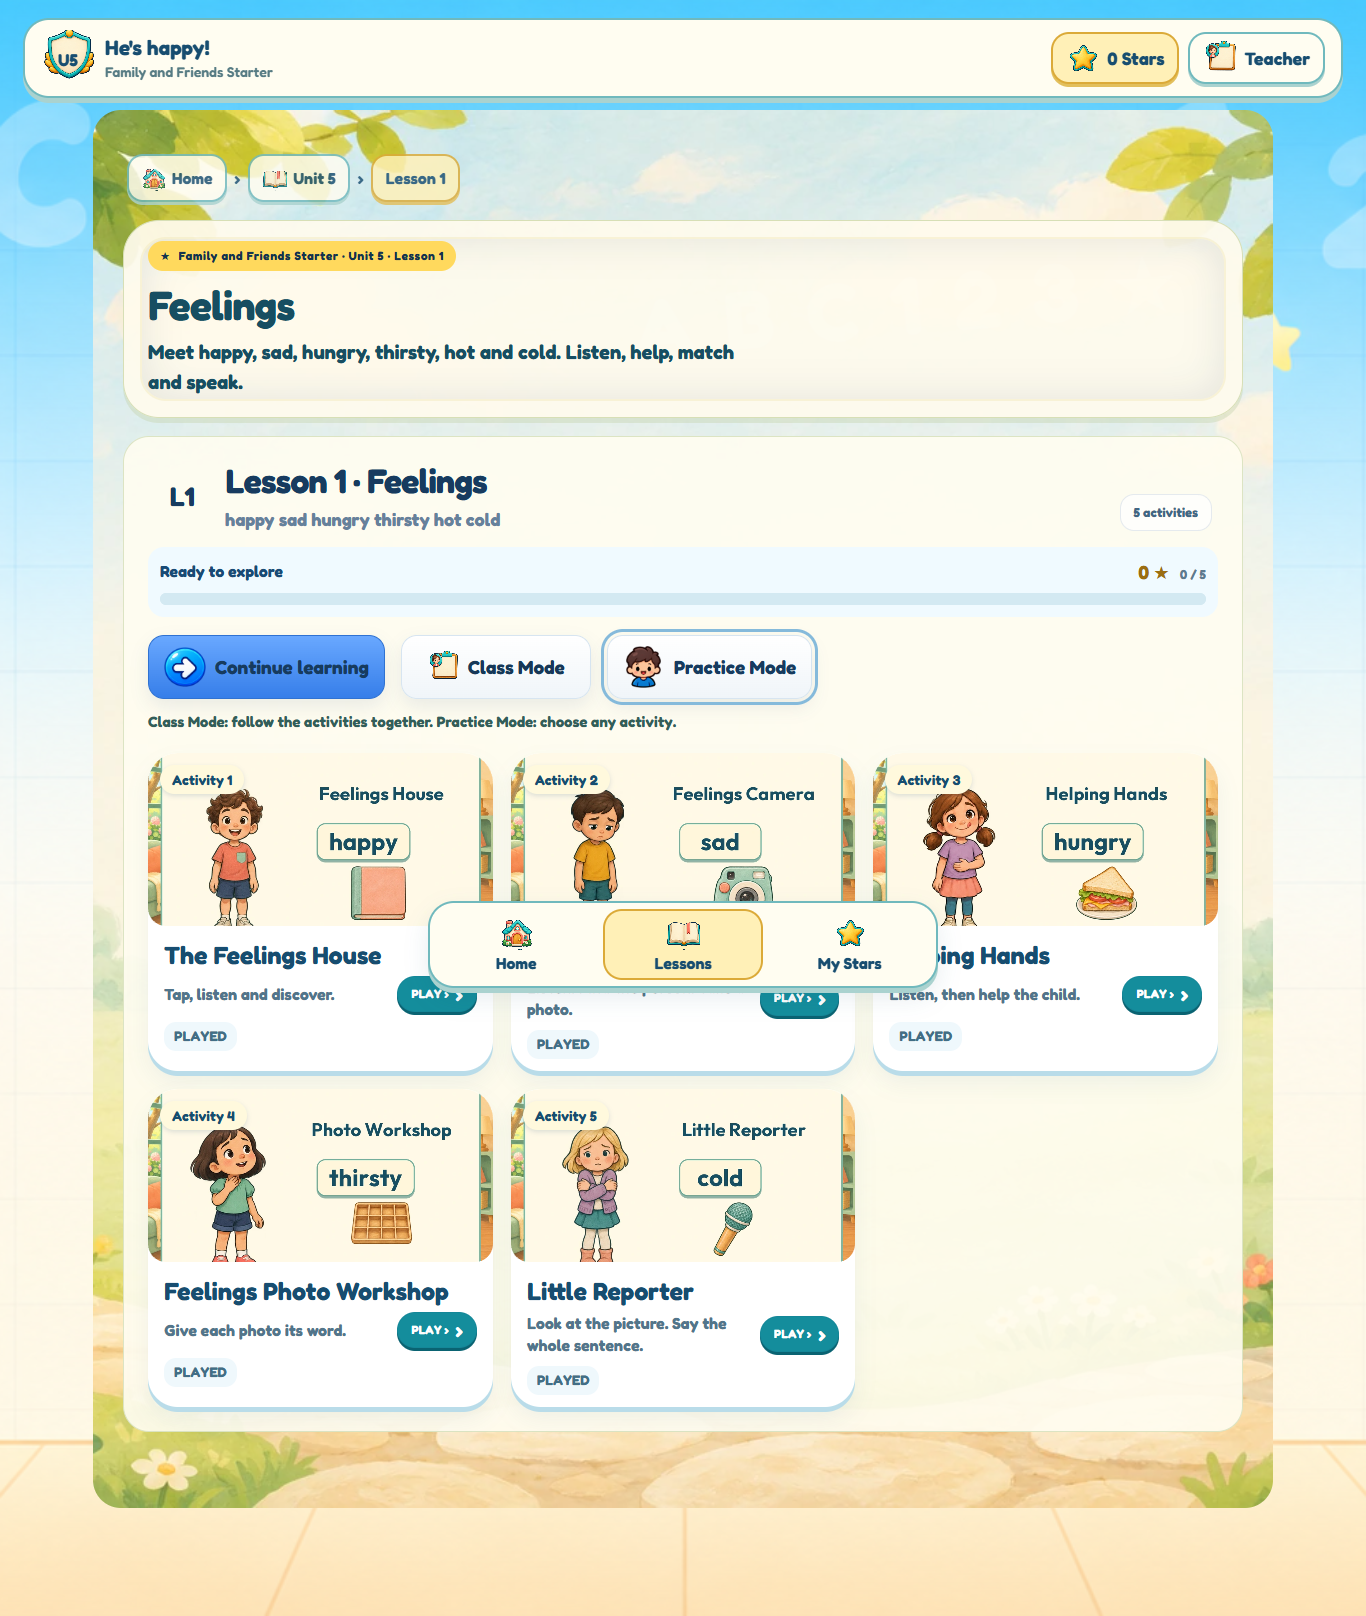 U5
He's happy!
Family and Friends Starter
0 Stars
Teacher
Home
›
Unit 5
›
Lesson 1
★ Family and Friends Starter · Unit 5 · Lesson 1
Feelings
Meet happy, sad, hungry, thirsty, hot and cold. Listen, help, match
and speak.
L1
Lesson 1 · Feelings
happy sad hungry thirsty hot cold
5 activities
Ready to explore
0 ★ 0 / 5
Continue learning
Class Mode
Practice Mode
Class Mode: follow the activities together. Practice Mode: choose any activity.
Activity 1
Feelings House
happy
The Feelings House
Tap, listen and discover.
PLAY ›
PLAYED
Activity 2
Feelings Camera
sad
photo.
PLAY ›
PLAYED
Activity 3
Helping Hands
hungry
Hands
Listen, then help the child.
PLAY ›
PLAYED
Home
Lessons
My Stars
Activity 4
Photo Workshop
thirsty
Feelings Photo Workshop
Give each photo its word.
PLAY ›
PLAYED
Activity 5
Little Reporter
cold
Little Reporter
Look at the picture. Say the
whole sentence.
PLAY ›
PLAYED